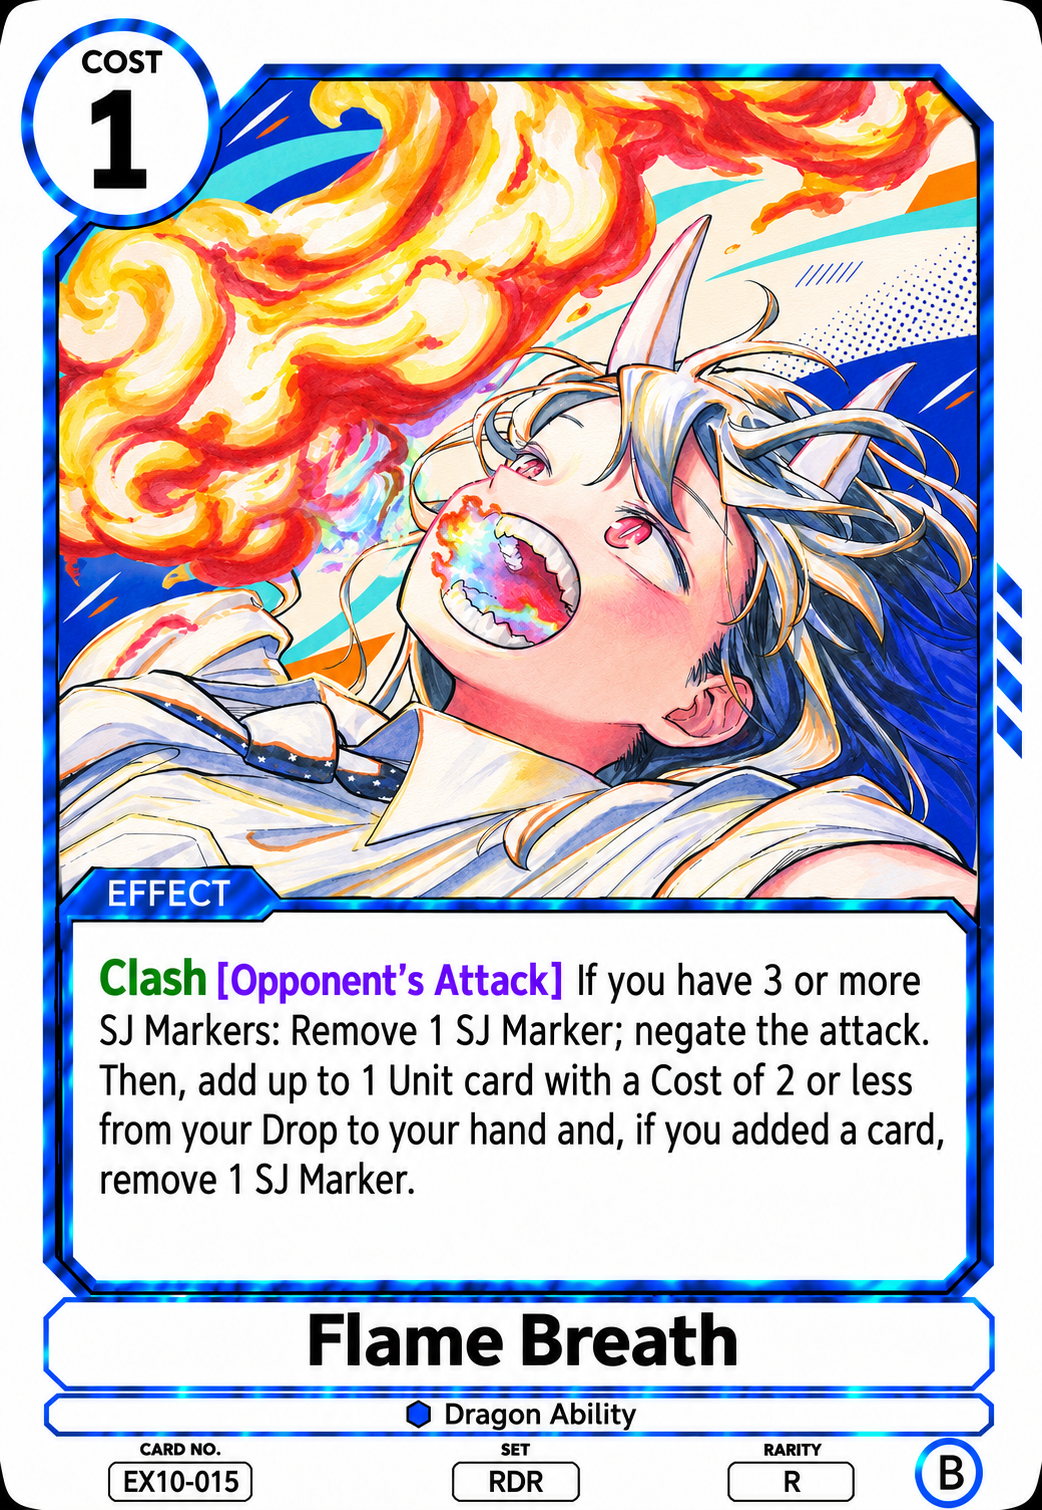 COST
1
EFFECT
Clash [Opponent's Attack] If you have 3 or more
SJ Markers: Remove 1 SJ Marker; negate the attack.
Then, add up to 1 Unit card with a Cost of 2 or less
from your Drop to your hand and, if you added a card,
remove 1 SJ Marker.
Flame Breath
Dragon Ability
CARD NO. SET RARITY
EX10-015 RDR R B